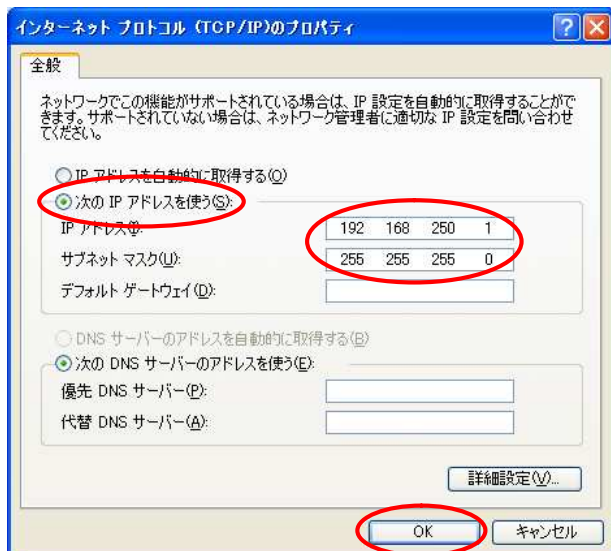 インターネット プロトコル (TCP/IP)のプロパティ
全般
ネットワークでこの機能がサポートされている場合は、IP 設定を自動的に取得することがで
きます。サポートされていない場合は、ネットワーク管理者に適切な IP 設定を問い合わせ
てください。
IP アドレスを自動的に取得する(O)
次の IP アドレスを使う(S):
IP アドレス(I): 192 168 250 1
サブネット マスク(U): 255 255 255 0
デフォルト ゲートウェイ(D):
DNS サーバーのアドレスを自動的に取得する(B)
次の DNS サーバーのアドレスを使う(E):
優先 DNS サーバー(P):
代替 DNS サーバー(A):
詳細設定(V)...
OK キャンセル